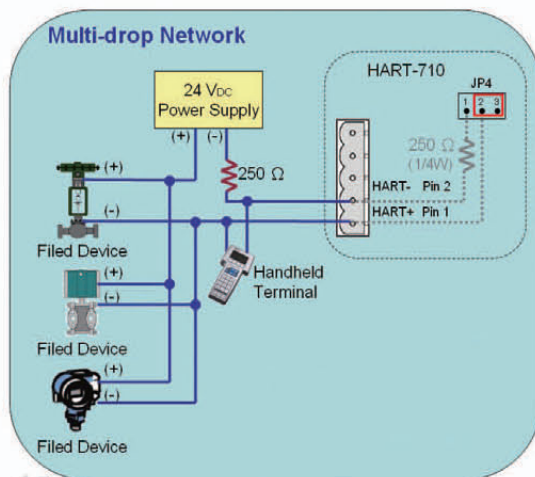 Multi-drop Network
24 VDC
Power Supply
(+) (-)
250 Ω
HART-710
JP4
1 2 3
250 Ω
(1/4W)
HART- Pin 2
HART+ Pin 1
(+)
(-)
Filed Device
Handheld
Terminal
(+)
(-)
Filed Device
(+)
(-)
Filed Device